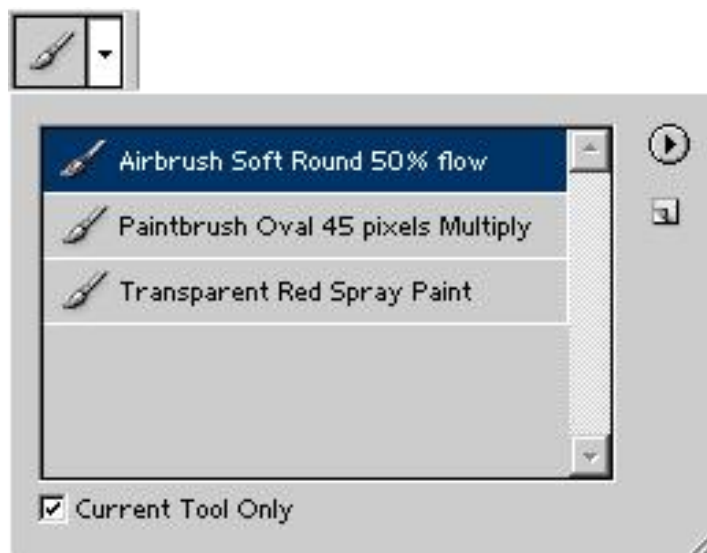 Airbrush Soft Round 50% flow
Paintbrush Oval 45 pixels Multiply
Transparent Red Spray Paint
Current Tool Only